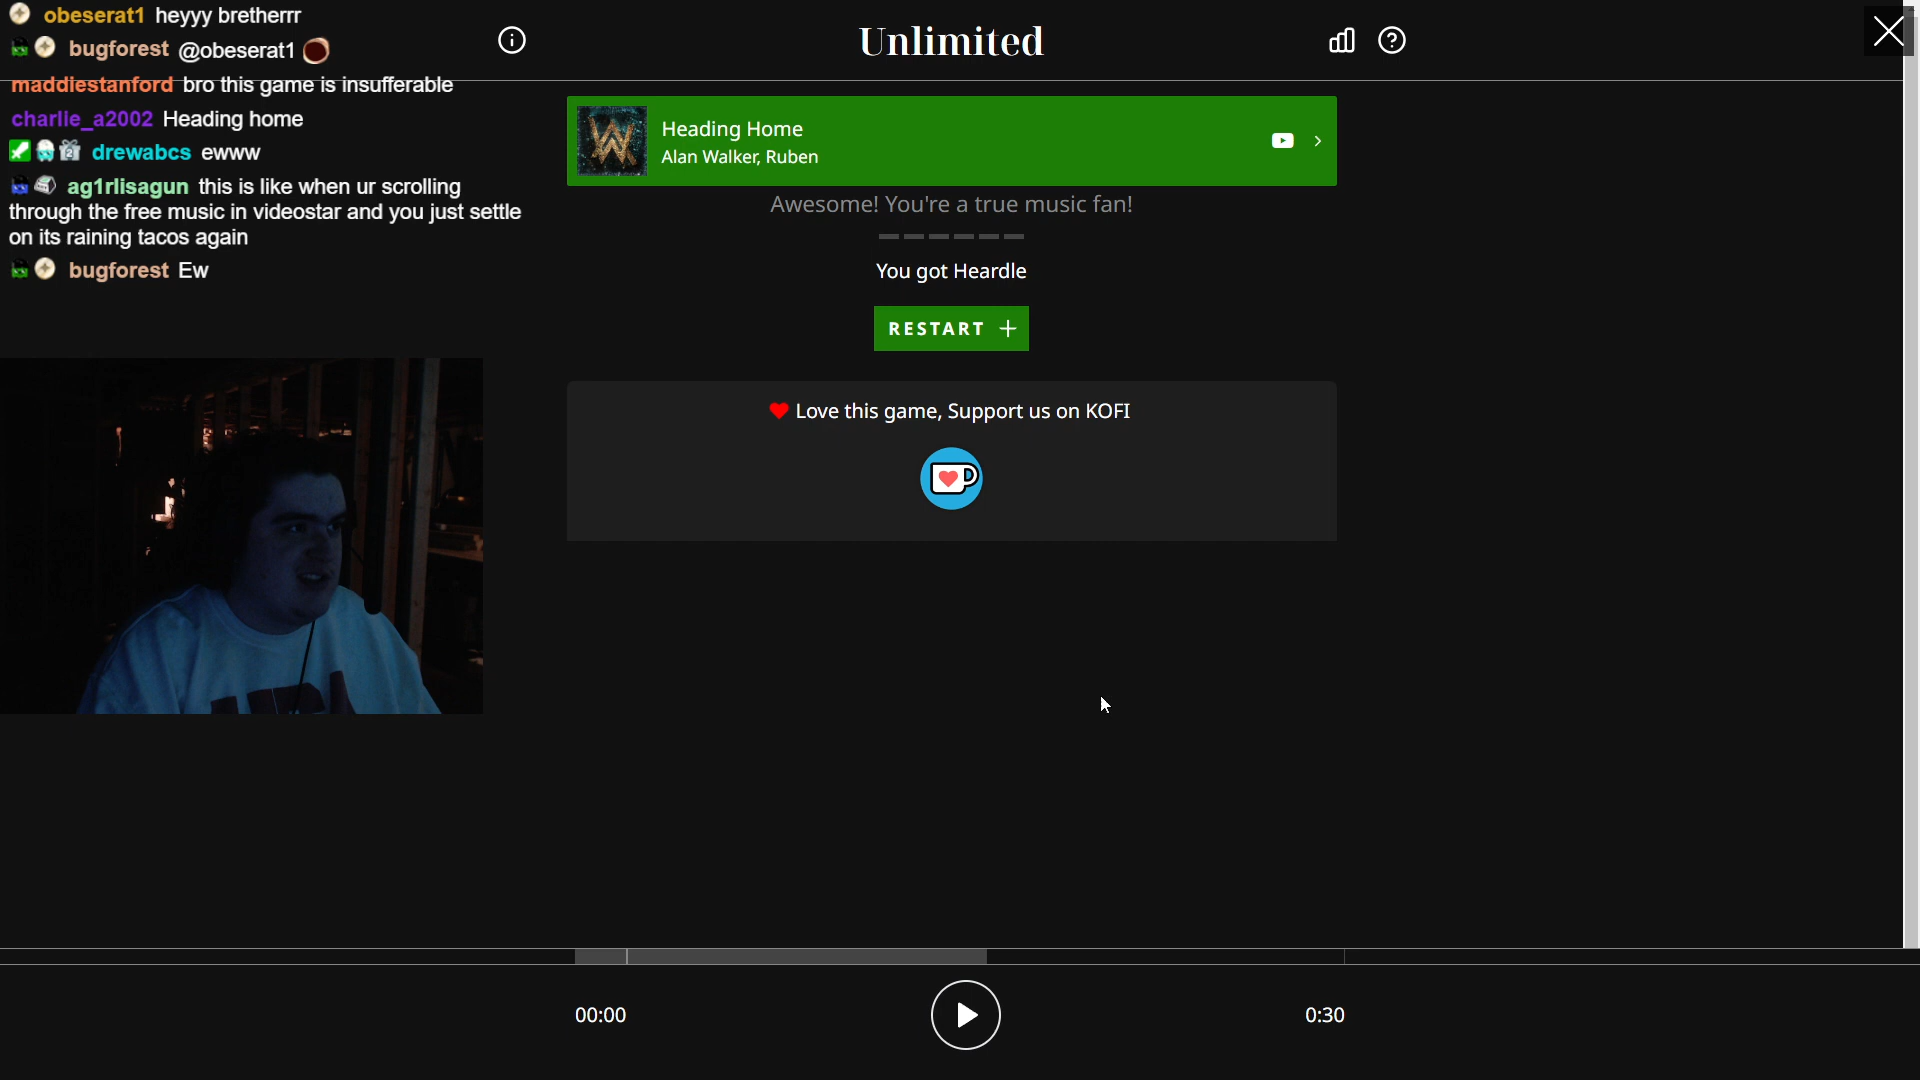 obeserat1 heyyy bretherrr
bugforest @obeserat1
maddiestanford bro this game is insufferable
charlie_a2002 Heading home
drewabcs ewww
ag1rlisagun this is like when ur scrolling
through the free music in videostar and you just settle
on its raining tacos again
bugforest Ew
Unlimited
Heading Home
Alan Walker, Ruben
Awesome! You're a true music fan!
You got Heardle
RESTART +
Love this game, Support us on KOFI
00:00
0:30